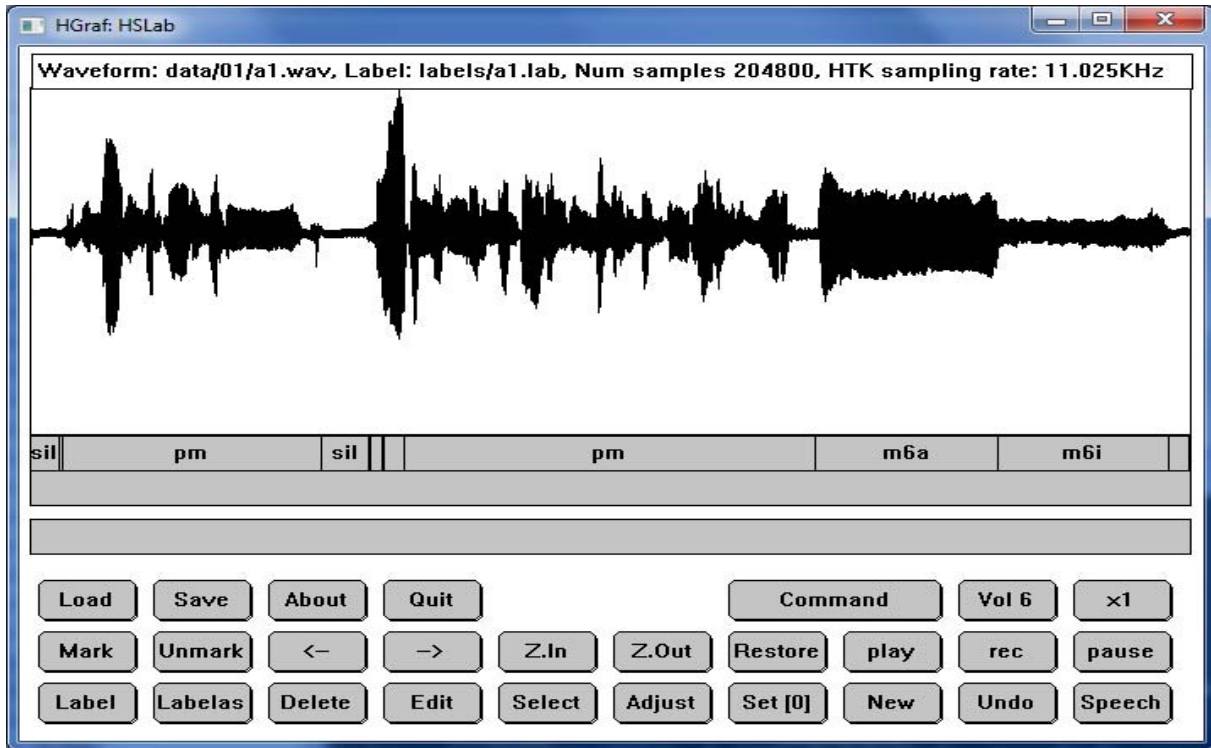 HGraf: HSLab
Waveform: data/01/a1.wav, Label: labels/a1.lab, Num samples 204800, HTK sampling rate: 11.025KHz
sil pm sil pm m6a m6i
Load Save About Quit Command Vol 6 x1
Mark Unmark <- -> Z.In Z.Out Restore play rec pause
Label Labelas Delete Edit Select Adjust Set [0] New Undo Speech